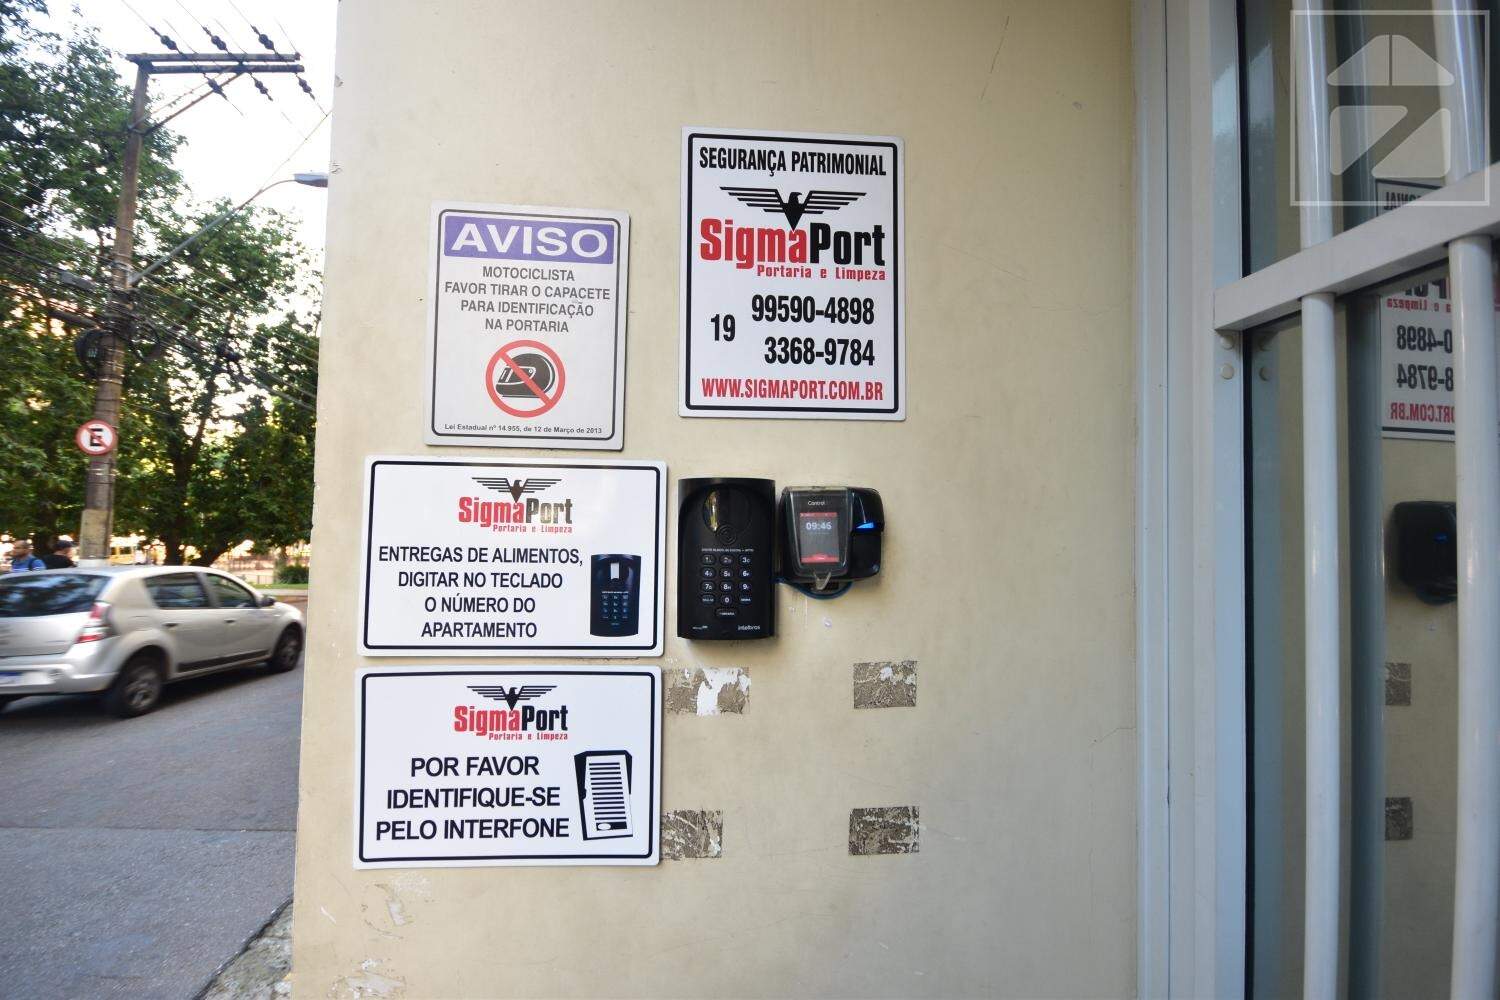 SEGURANÇA PATRIMONIAL
SigmaPort
Portaria e Limpeza
19
99590-4898
3368-9784
WWW.SIGMAPORT.COM.BR
AVISO
MOTOCICLISTA
FAVOR TIRAR O CAPACETE
PARA IDENTIFICAÇÃO
NA PORTARIA
Lei Estadual nº 14.955, de 12 de Março de 2013
E
SigmaPort
Portaria e Limpeza
ENTREGAS DE ALIMENTOS,
DIGITAR NO TECLADO
O NÚMERO DO
APARTAMENTO
Control
09:46
intelbras
SigmaPort
Portaria e Limpeza
POR FAVOR
IDENTIFIQUE-SE
PELO INTERFONE